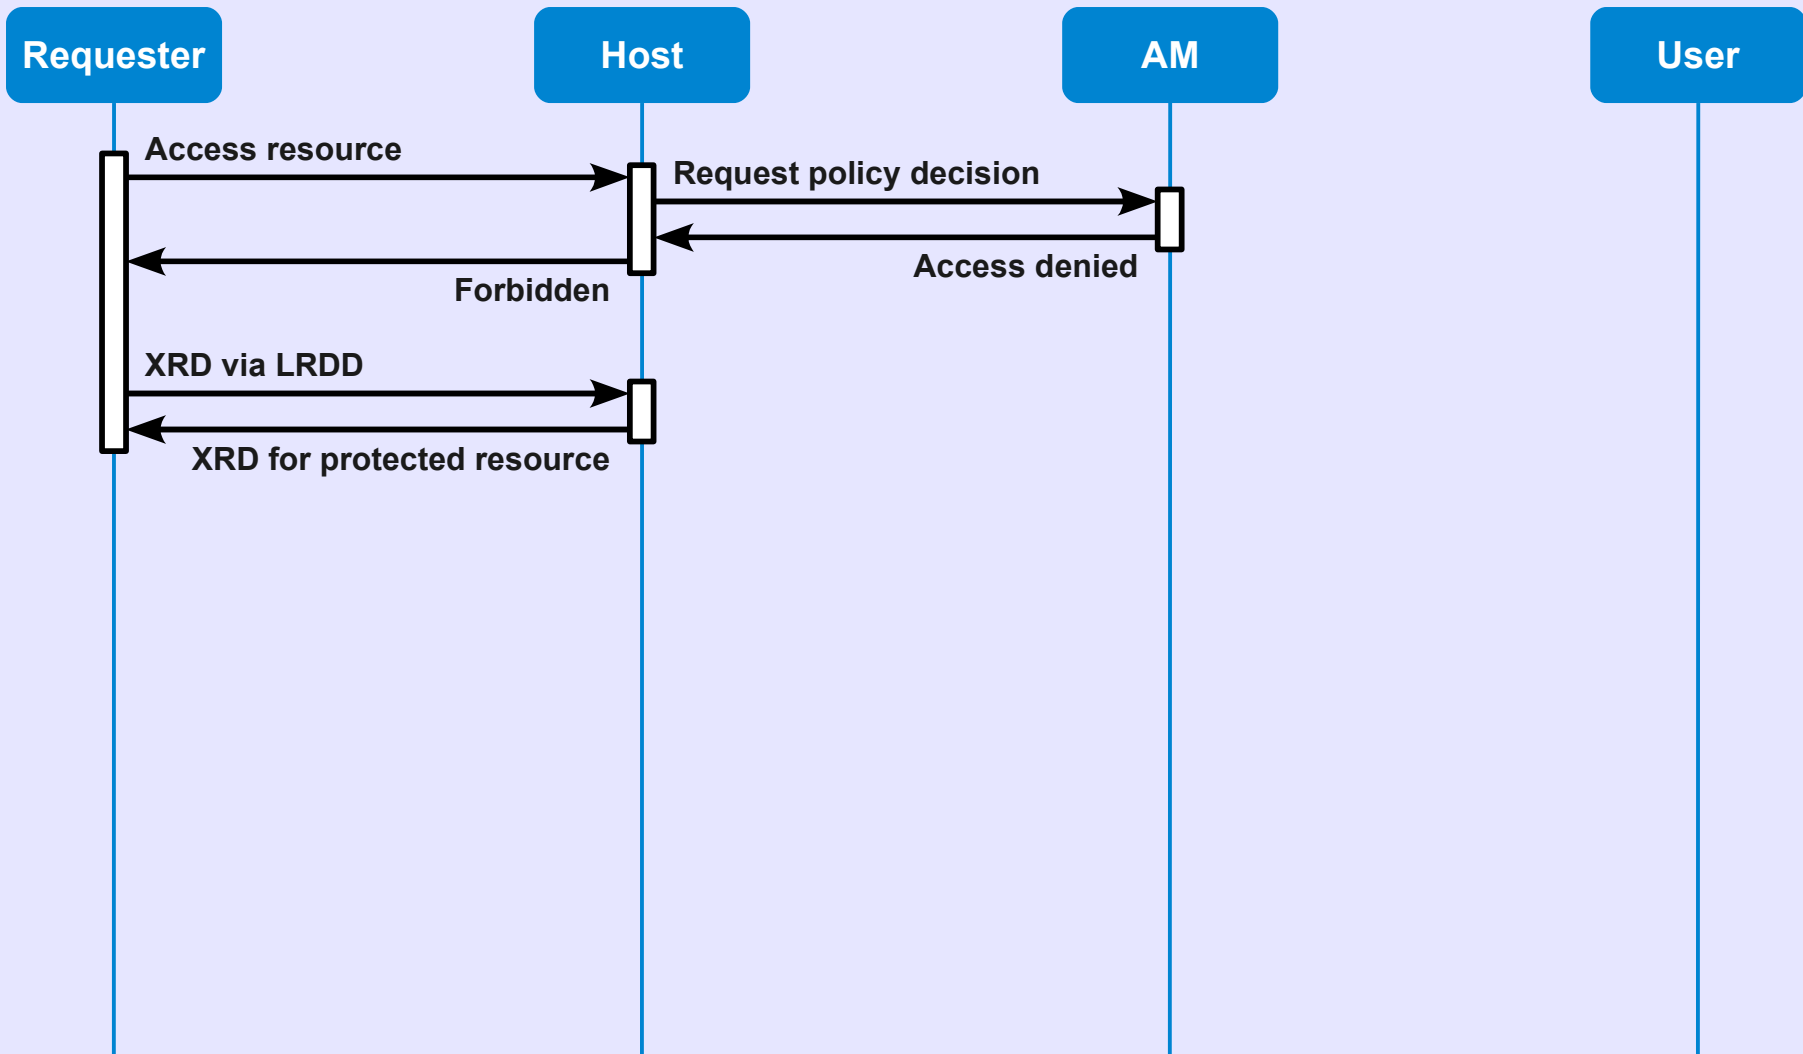 Requester
Host
AM
User
Access resource
Request policy decision
Access denied
Forbidden
XRD via LRDD
XRD for protected resource